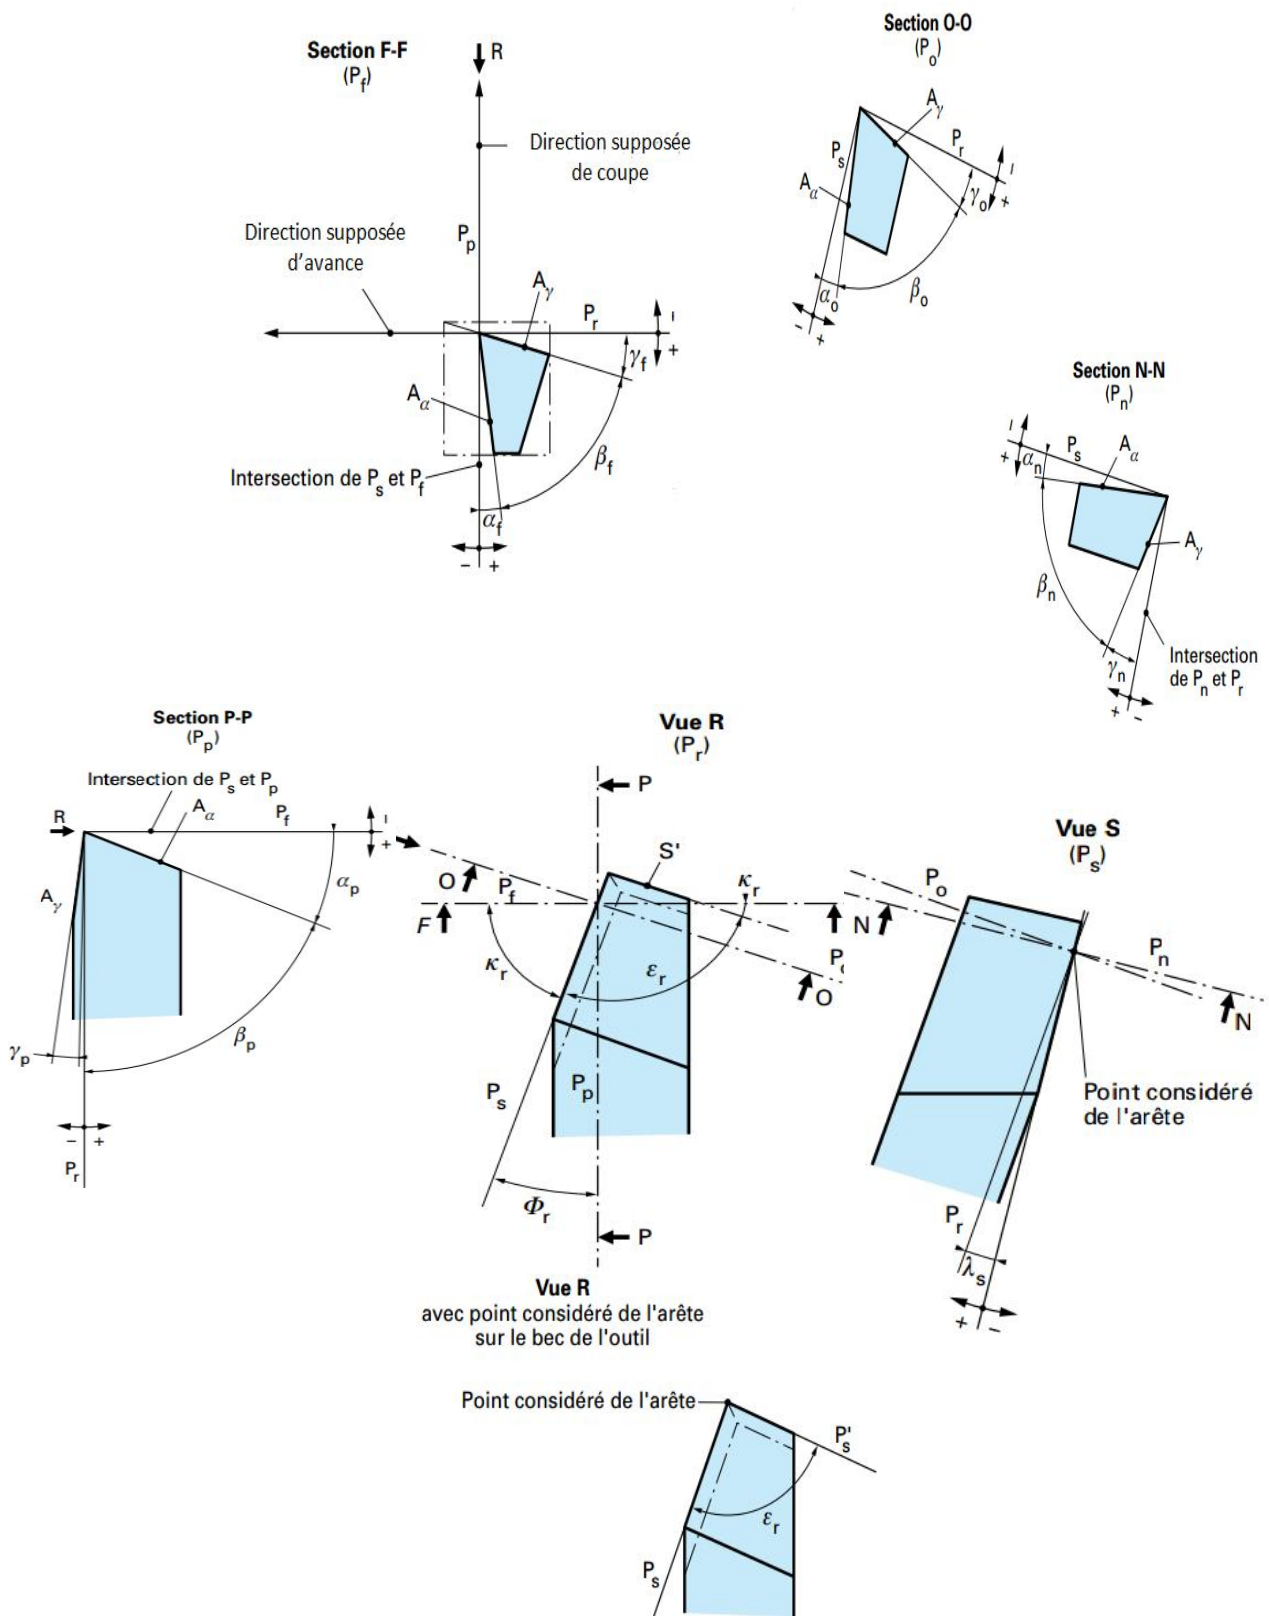 Section F-F
(Pf)
R
Direction supposée
de coupe
Direction supposée
d'avance
Pp
Aγ
Pr
-
+
γf
Aα
βf
Intersection de Ps et Pf
αf
- +
Section O-O
(Po)
Aγ
Pr
Ps
Aα
-
+
γo
βo
αo
- +
Section N-N
(Pn)
-
+
αn
Ps
Aα
Aγ
βn
γn
Intersection
de Pn et Pr
+ -
Section P-P
(Pp)
Intersection de Ps et Pp
R
Aα
Pf
-
+
Aγ
αp
βp
γp
- +
Pr
Vue R
(Pr)
P
S'
O
Pf
κr
F
N
κr
εr
Po
O
Ps
Pp
Φr
P
Vue S
(Ps)
Po
Pn
N
Point considéré
de l'arête
Pr
λs
+ -
Vue R
avec point considéré de l'arête
sur le bec de l'outil
Point considéré de l'arête
P's
εr
Ps